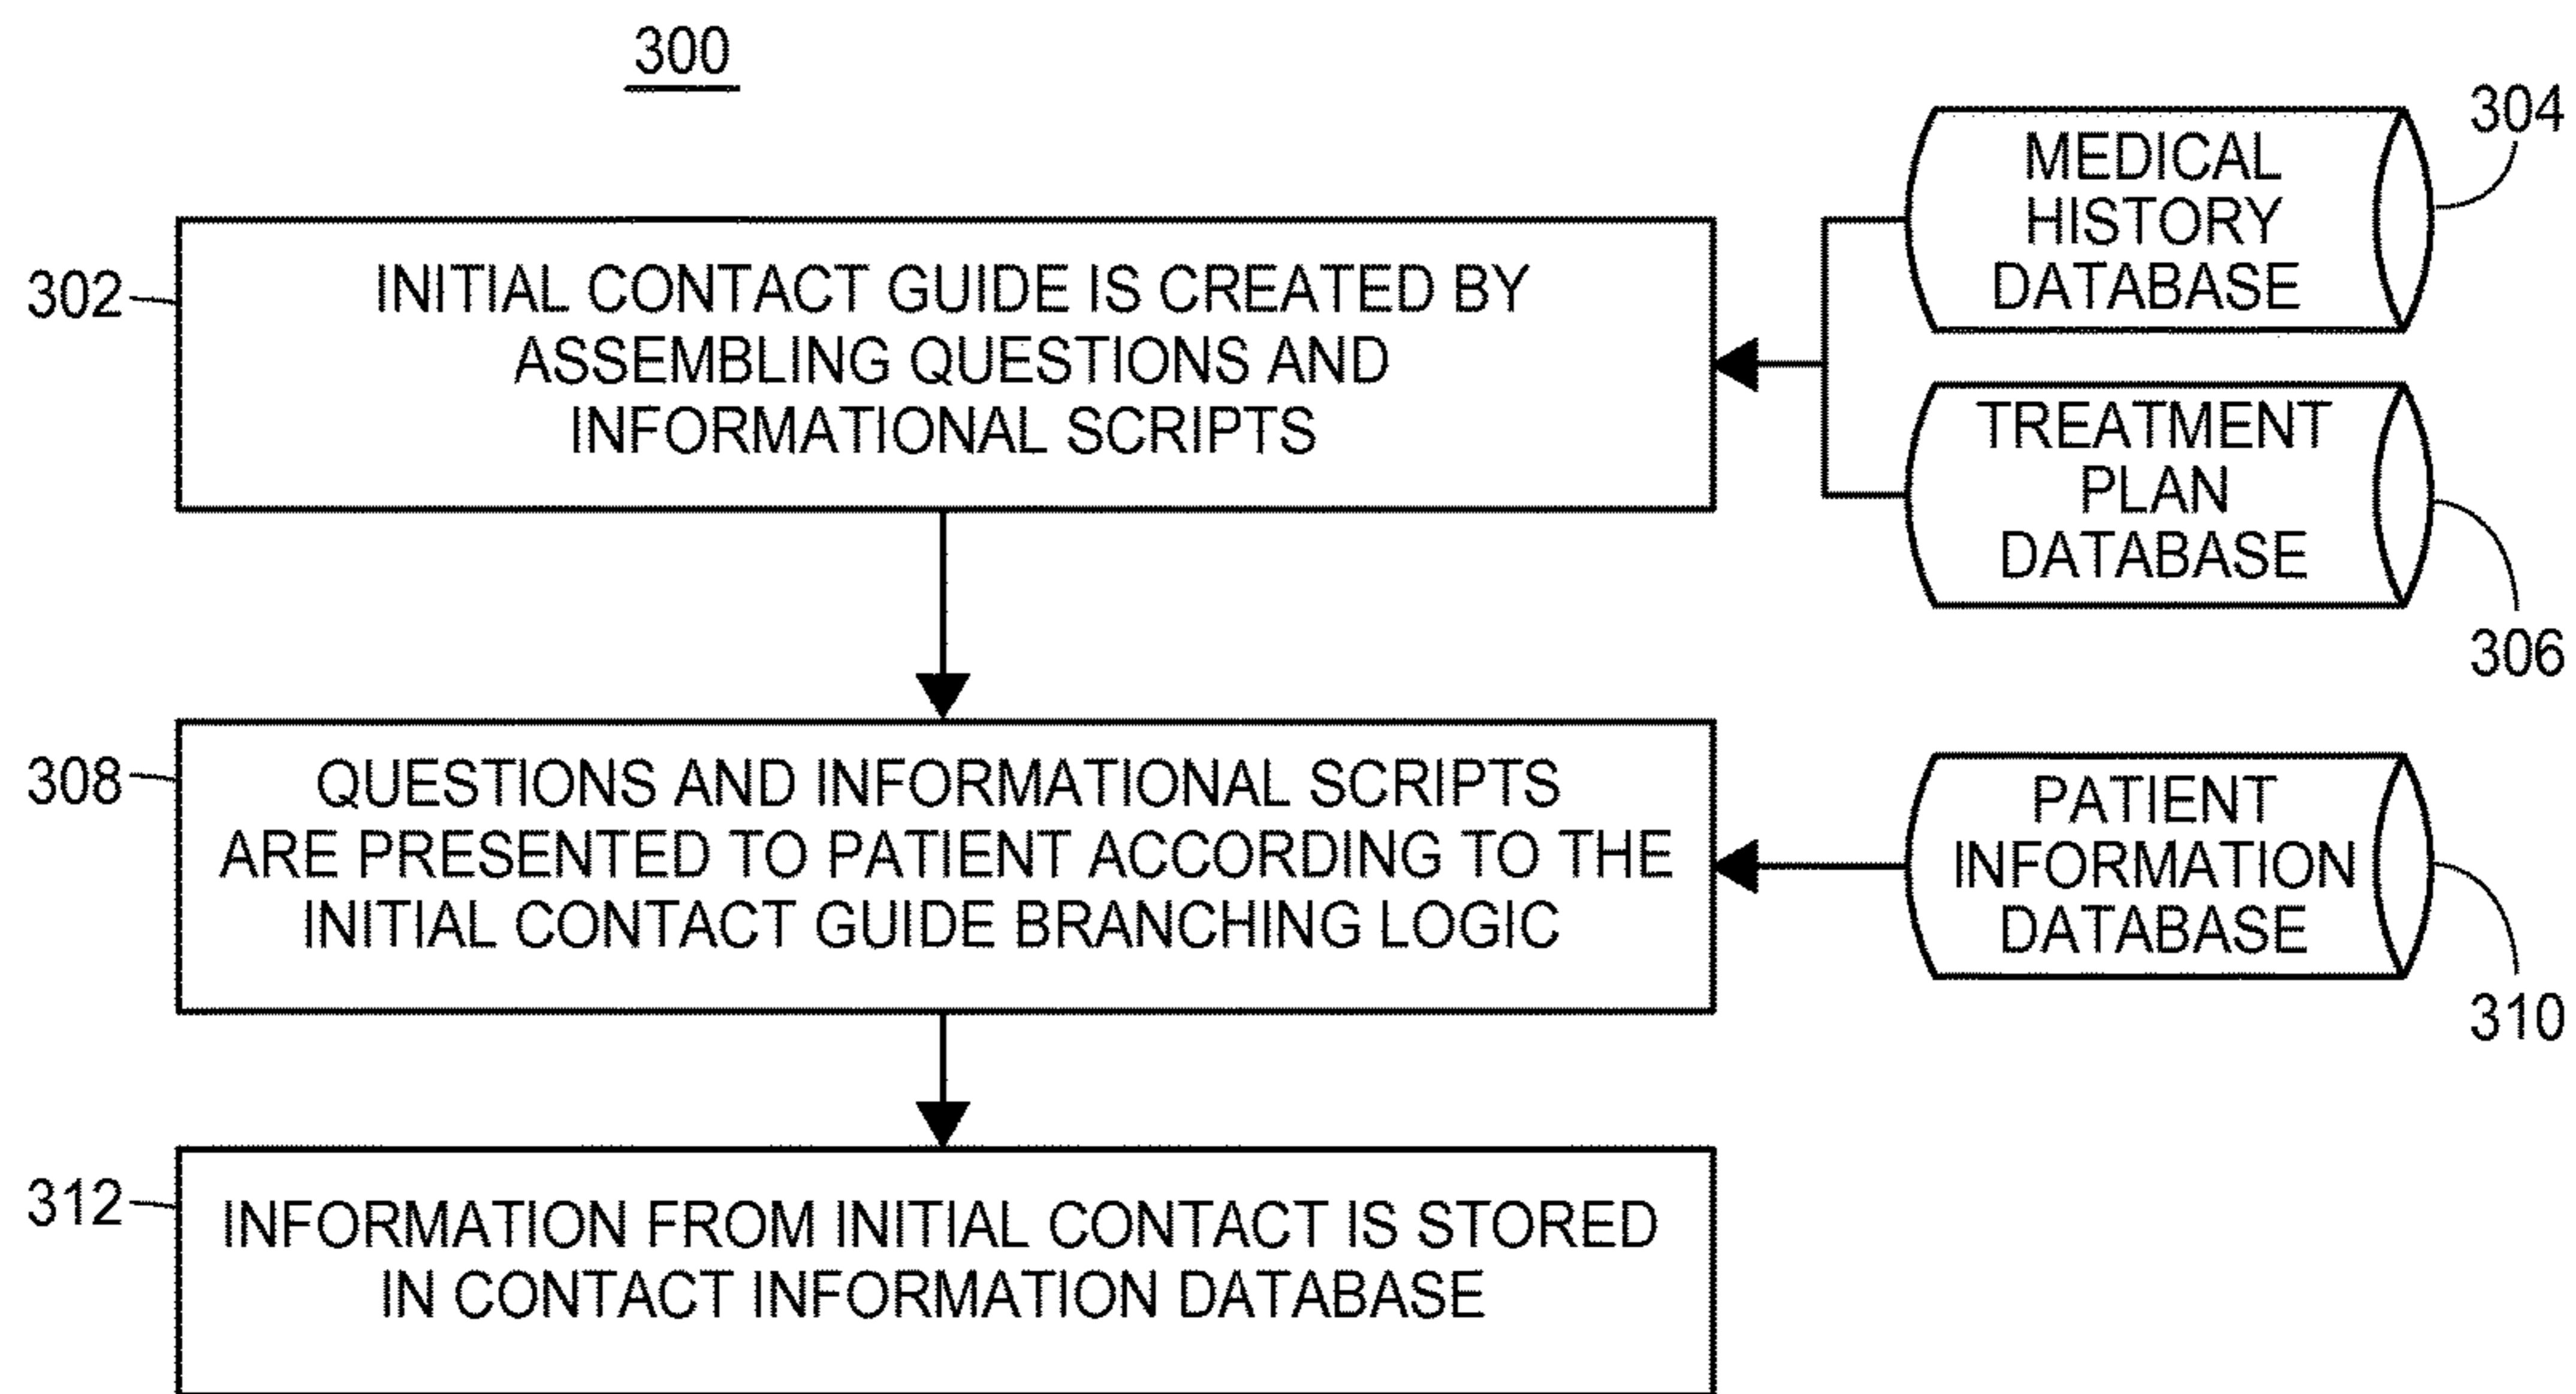 300
304
MEDICAL
HISTORY
DATABASE
302
INITIAL CONTACT GUIDE IS CREATED BY
ASSEMBLING QUESTIONS AND
INFORMATIONAL SCRIPTS
TREATMENT
PLAN
DATABASE
306
308
QUESTIONS AND INFORMATIONAL SCRIPTS
ARE PRESENTED TO PATIENT ACCORDING TO THE
INITIAL CONTACT GUIDE BRANCHING LOGIC
PATIENT
INFORMATION
DATABASE
310
312
INFORMATION FROM INITIAL CONTACT IS STORED
IN CONTACT INFORMATION DATABASE